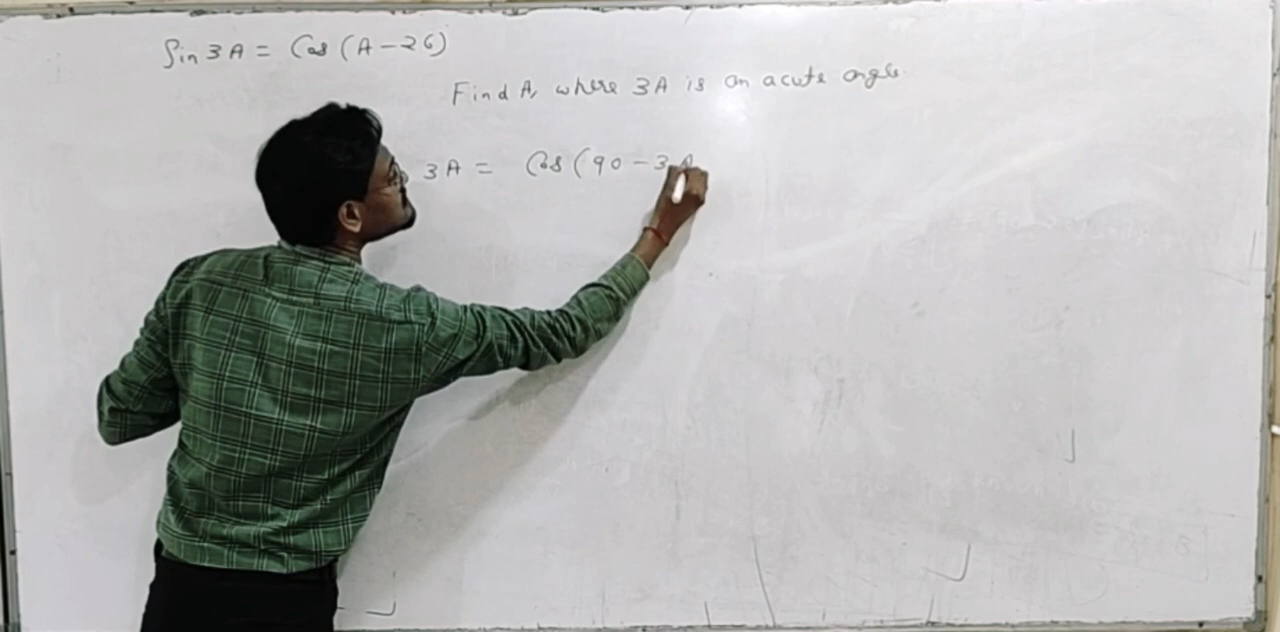 Sin 3A = Cos (A - 26)
Find A, where 3A is an acute angle.
3A = Cos (90 - 3A